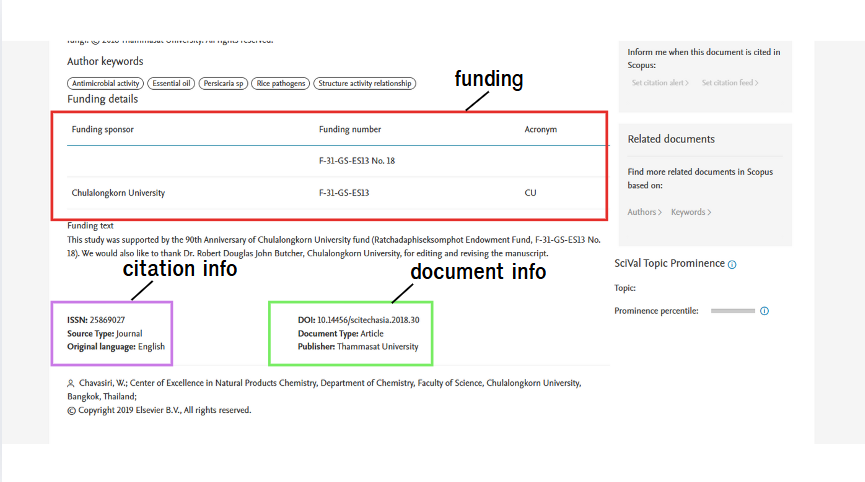 fungi. © 2018 Thammasat University. All rights reserved.
Author keywords
Antimicrobial activity
Essential oil
Persicaria sp
Rice pathogens
Structure activity relationship
Funding details
funding
Funding sponsor Funding number Acronym
F-31-GS-ES13 No. 18
Chulalongkorn University F-31-GS-ES13 CU
Funding text
This study was supported by the 90th Anniversary of Chulalongkorn University fund (Ratchadaphiseksomphot Endowment Fund, F-31-GS-ES13 No.
18). We would also like to thank Dr. Robert Douglas John Butcher, Chulalongkorn University, for editing and revising the manuscript.
citation info
document info
ISSN: 25869027
Source Type: Journal
Original language: English
DOI: 10.14456/scitechasia.2018.30
Document Type: Article
Publisher: Thammasat University
Chavasiri, W.; Center of Excellence in Natural Products Chemistry, Department of Chemistry, Faculty of Science, Chulalongkorn University,
Bangkok, Thailand;
© Copyright 2019 Elsevier B.V., All rights reserved.
Inform me when this document is cited in
Scopus:
Set citation alert >
Set citation feed >
Related documents
Find more related documents in Scopus
based on:
Authors >
Keywords >
SciVal Topic Prominence
Topic:
Prominence percentile: